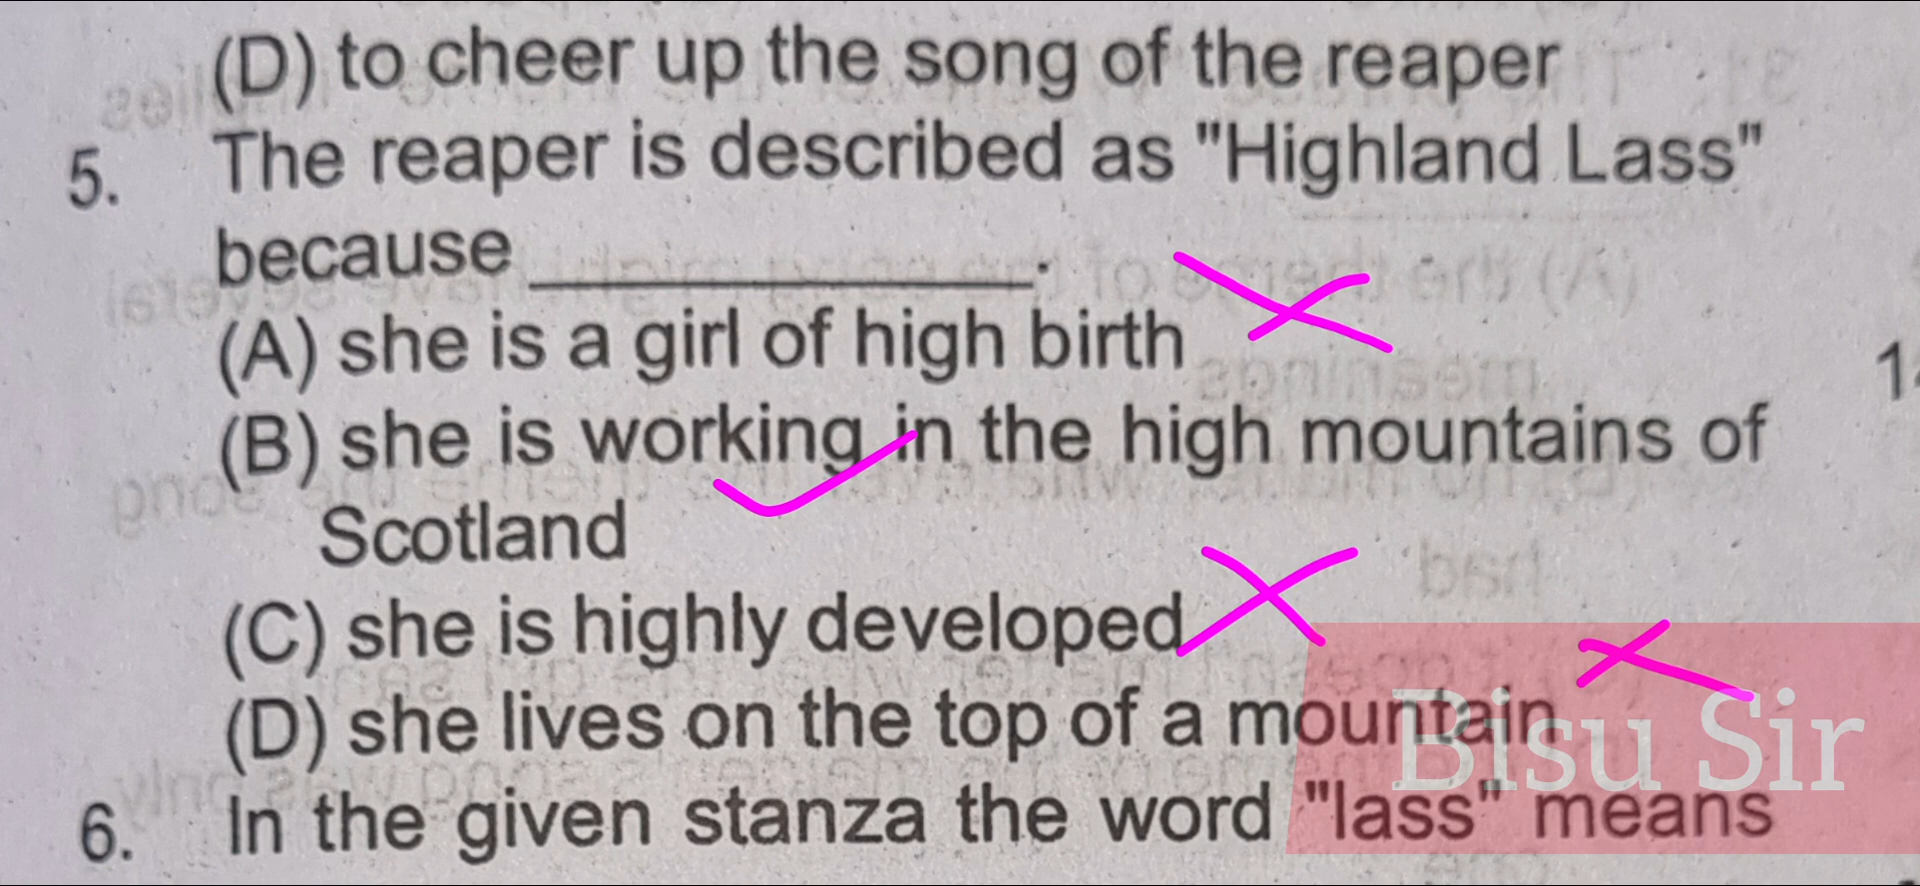 (D) to cheer up the song of the reaper
5. The reaper is described as "Highland Lass"
because ____________.
(A) she is a girl of high birth
(B) she is working in the high mountains of
Scotland
(C) she is highly developed
(D) she lives on the top of a mountain
Bisu Sir
6. In the given stanza the word "lass" means